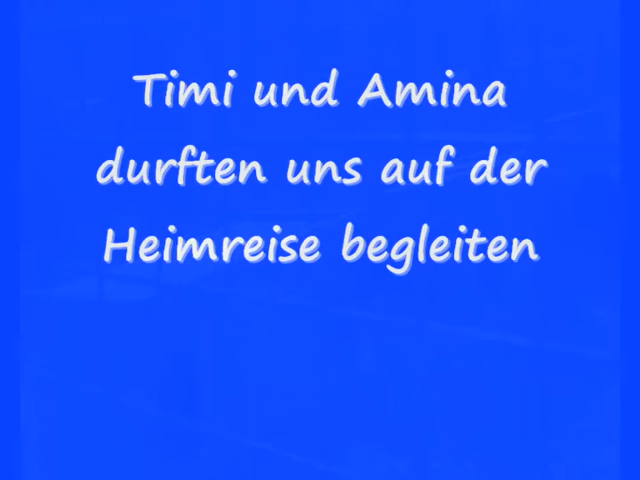 Timi und Amina
durften uns auf der
Heimreise begleiten